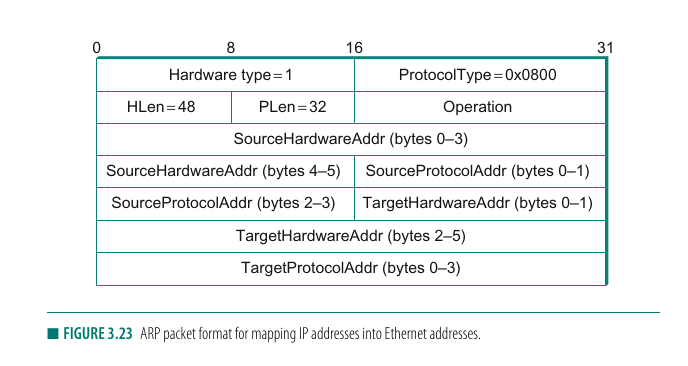 0 8 16 31
Hardware type=1 ProtocolType=0x0800
HLen=48 PLen=32 Operation
SourceHardwareAddr (bytes 0–3)
SourceHardwareAddr (bytes 4–5) SourceProtocolAddr (bytes 0–1)
SourceProtocolAddr (bytes 2–3) TargetHardwareAddr (bytes 0–1)
TargetHardwareAddr (bytes 2–5)
TargetProtocolAddr (bytes 0–3)
■ FIGURE 3.23 ARP packet format for mapping IP addresses into Ethernet addresses.